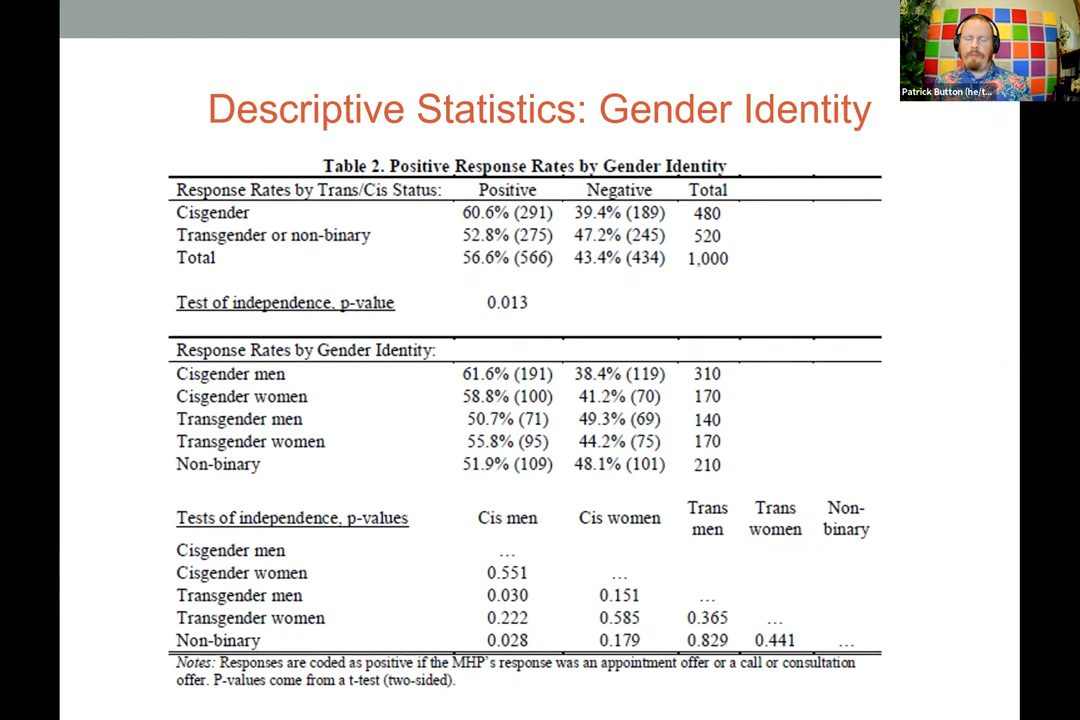 Patrick Button (he/t...
Descriptive Statistics: Gender Identity
Table 2. Positive Response Rates by Gender Identity
Response Rates by Trans/Cis Status: Positive Negative Total
Cisgender 60.6% (291) 39.4% (189) 480
Transgender or non-binary 52.8% (275) 47.2% (245) 520
Total 56.6% (566) 43.4% (434) 1,000
Test of independence, p-value 0.013
Response Rates by Gender Identity:
Cisgender men 61.6% (191) 38.4% (119) 310
Cisgender women 58.8% (100) 41.2% (70) 170
Transgender men 50.7% (71) 49.3% (69) 140
Transgender women 55.8% (95) 44.2% (75) 170
Non-binary 51.9% (109) 48.1% (101) 210
Tests of independence, p-values Cis men Cis women Trans men Trans women Non-binary
Cisgender men ...
Cisgender women 0.551 ...
Transgender men 0.030 0.151 ...
Transgender women 0.222 0.585 0.365 ...
Non-binary 0.028 0.179 0.829 0.441 ...
Notes: Responses are coded as positive if the MHP's response was an appointment offer or a call or consultation
offer. P-values come from a t-test (two-sided).